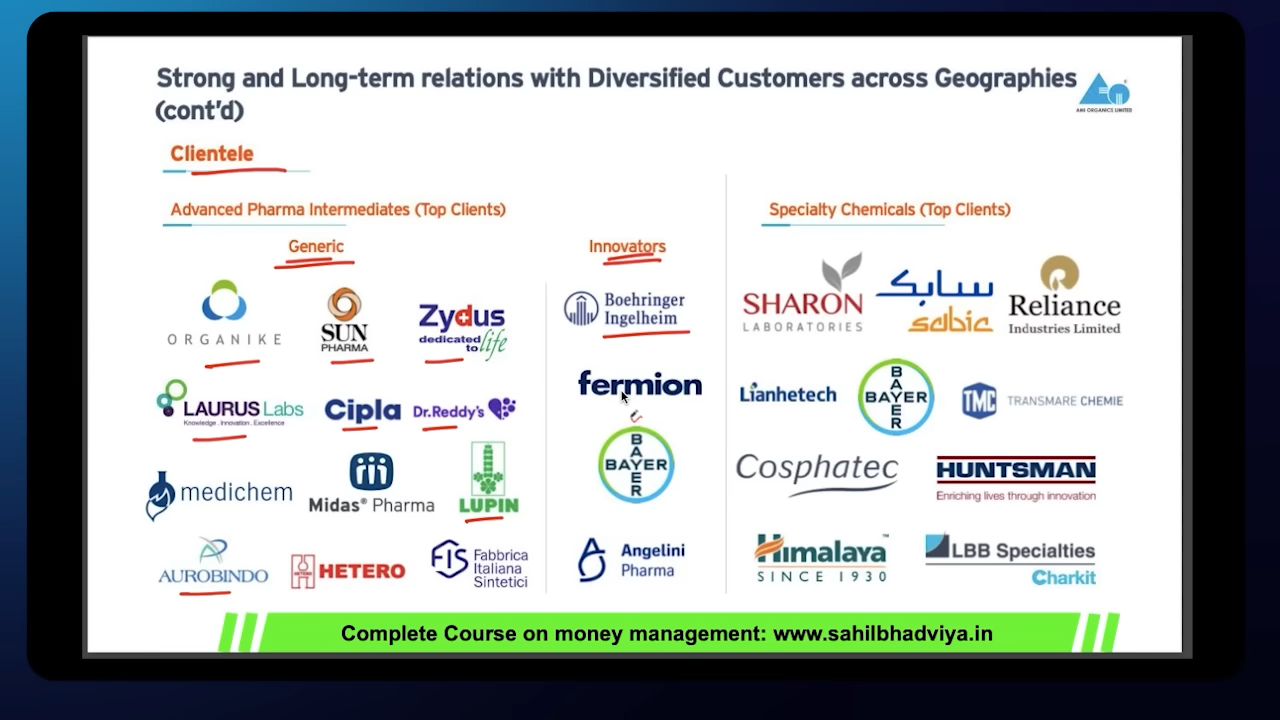 Strong and Long-term relations with Diversified Customers across Geographies
(cont'd)
AMI ORGANICS LIMITED
Clientele
Advanced Pharma Intermediates (Top Clients)
Generic
Innovators
ORGANIKE
SUN
PHARMA
Zydus
dedicated
to life
LAURUS Labs
Knowledge . Innovation . Excellence
Cipla
Dr.Reddy's
medichem
Midas® Pharma
LUPIN
AUROBINDO
HETERO
HETERO
FIS
Fabbrica
Italiana
Sintetici
Boehringer
Ingelheim
fermion
BAYER
BAYER
Angelini
Pharma
Specialty Chemicals (Top Clients)
SHARON
LABORATORIES
سابك
sabic
Reliance
Industries Limited
Lianhetech
BAYER
BAYER
TMC
TRANSMARE CHEMIE
Cosphatec
HUNTSMAN
Enriching lives through innovation
Himalaya™
SINCE 1930
LBB Specialties
Charkit
Complete Course on money management: www.sahilbhadviya.in